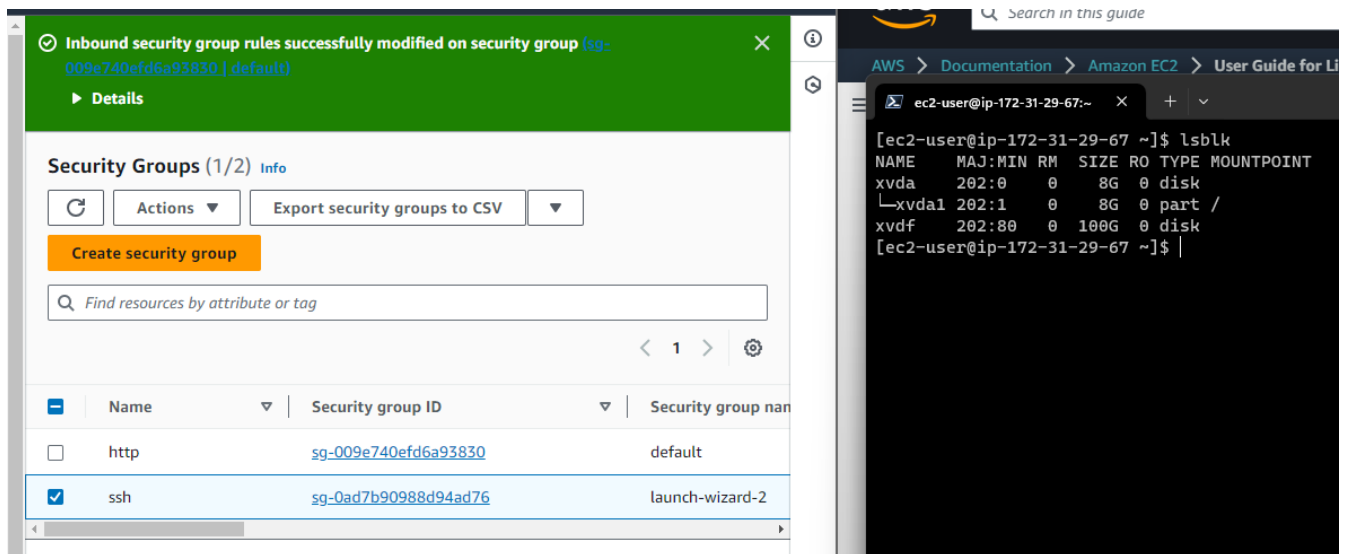 Inbound security group rules successfully modified on security group (sg-
009e740efd6a93830 | default)
Details
Security Groups (1/2) Info
Actions
Export security groups to CSV
Create security group
Find resources by attribute or tag
1
Name Security group ID Security group nan
http sg-009e740efd6a93830 default
ssh sg-0ad7b90988d94ad76 launch-wizard-2
Search in this guide
AWS > Documentation > Amazon EC2 > User Guide for Li
ec2-user@ip-172-31-29-67:~
[ec2-user@ip-172-31-29-67 ~]$ lsblk
NAME MAJ:MIN RM SIZE RO TYPE MOUNTPOINT
xvda 202:0 0 8G 0 disk
└─xvda1 202:1 0 8G 0 part /
xvdf 202:80 0 100G 0 disk
[ec2-user@ip-172-31-29-67 ~]$